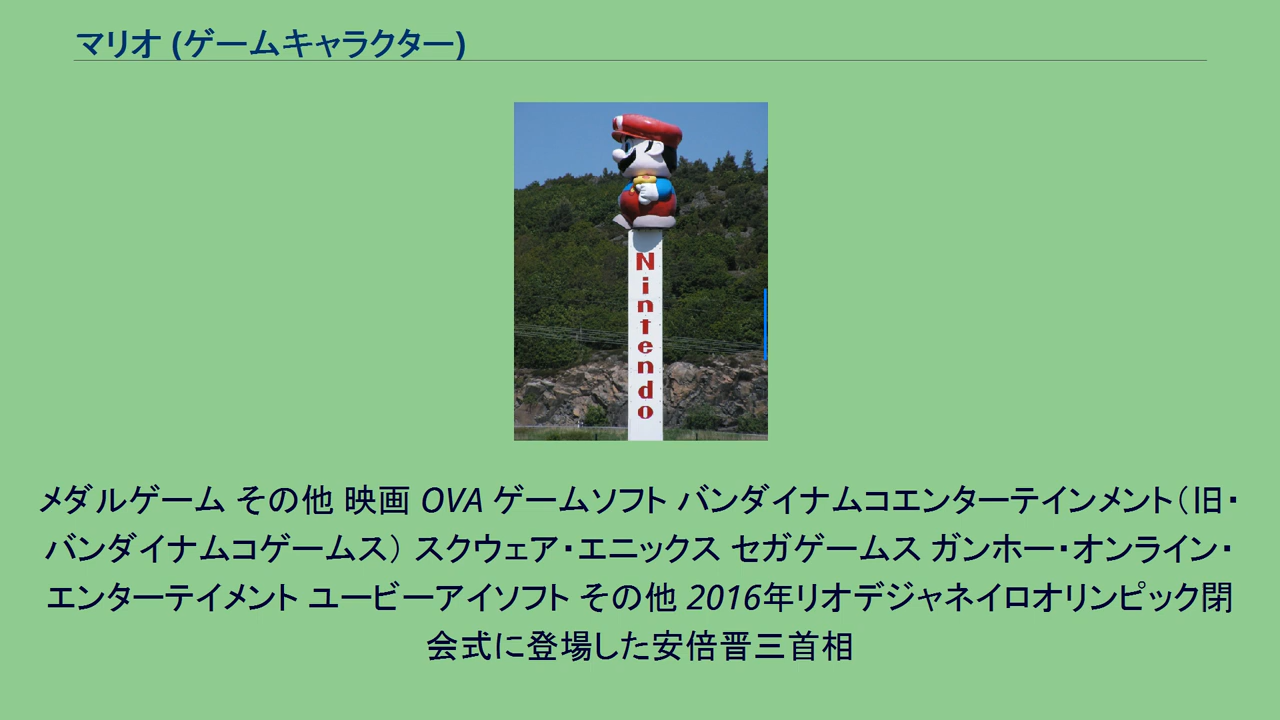 マリオ (ゲームキャラクター)
Nintendo
メダルゲーム その他 映画 OVA ゲームソフト バンダイナムコエンターテインメント（旧・
バンダイナムコゲームス） スクウェア・エニックス セガゲームス ガンホー・オンライン・
エンターテイメント ユービーアイソフト その他 2016年リオデジャネイロオリンピック閉
会式に登場した安倍晋三首相